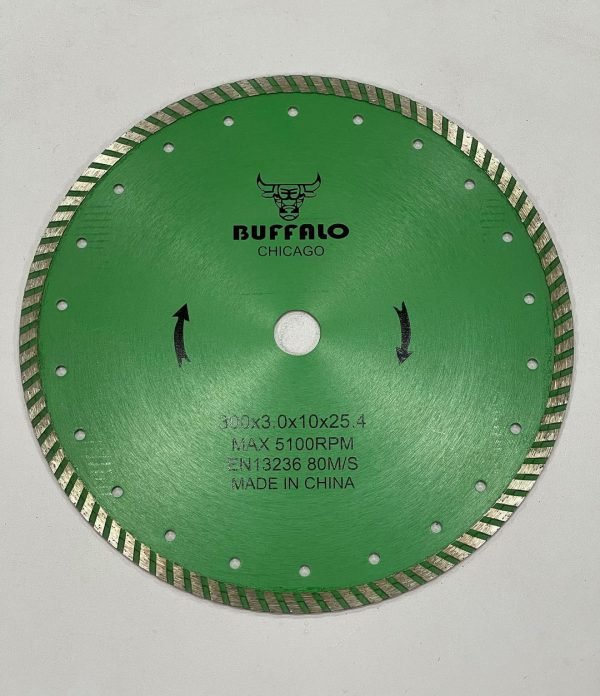 BUFFALO
CHICAGO
300x3.0x10x25.4
MAX 5100RPM
EN13236 80M/S
MADE IN CHINA